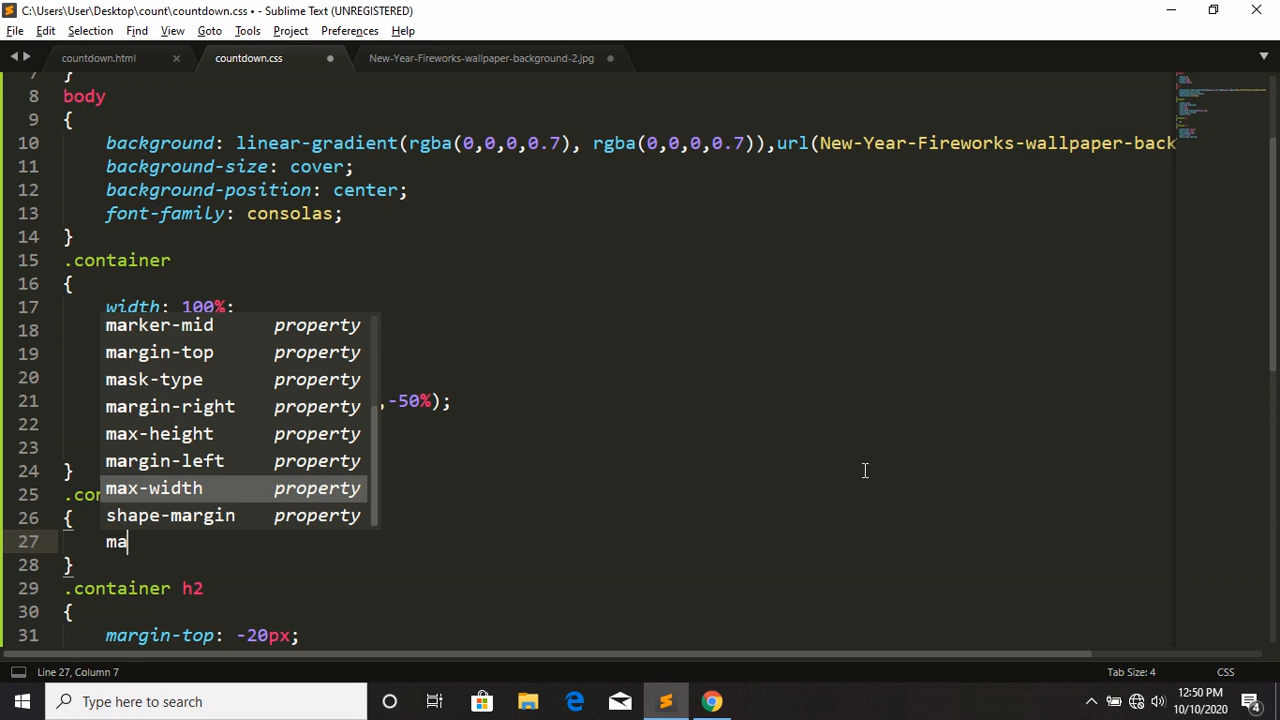 C:\Users\User\Desktop\count\countdown.css • - Sublime Text (UNREGISTERED)
File Edit Selection Find View Goto Tools Project Preferences Help
countdown.html countdown.css New-Year-Fireworks-wallpaper-background-2.jpg
7 }
8 body
9 {
10 background: linear-gradient(rgba(0,0,0,0.7), rgba(0,0,0,0.7)),url(New-Year-Fireworks-wallpaper-back
11 background-size: cover;
12 background-position: center;
13 font-family: consolas;
14 }
15 .container
16 {
17 width: 100%;
18 marker-mid property
19 margin-top property
20 mask-type property
21 ,-50%);
margin-right property
22 max-height property
23 margin-left property
24 }
25 .con
max-width property
26 {
shape-margin property
27 ma
28 }
29 .container h2
30 {
31 margin-top: -20px;
Line 27, Column 7 Tab Size: 4 CSS
Type here to search
12:50 PM
10/10/2020
4